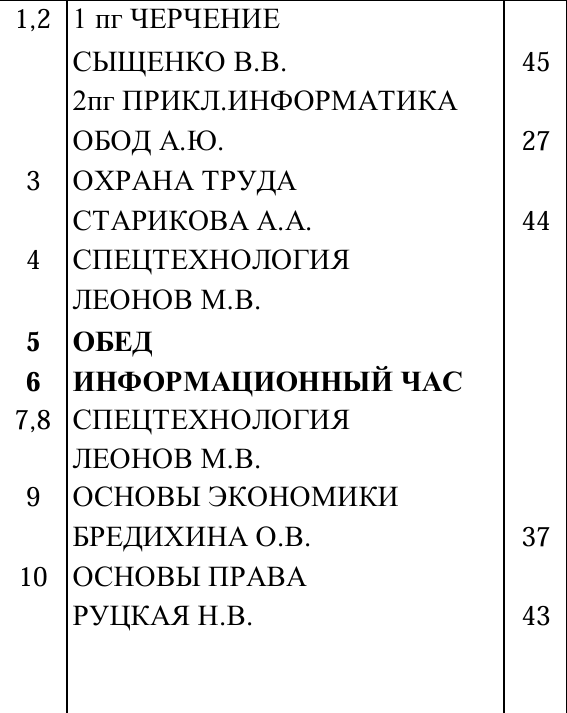 1,2 1 пг ЧЕРЧЕНИЕ
СЫЩЕНКО В.В. 45
2пг ПРИКЛ.ИНФОРМАТИКА
ОБОД А.Ю. 27
3 ОХРАНА ТРУДА
СТАРИКОВА А.А. 44
4 СПЕЦТЕХНОЛОГИЯ
ЛЕОНОВ М.В.
5 ОБЕД
6 ИНФОРМАЦИОННЫЙ ЧАС
7,8 СПЕЦТЕХНОЛОГИЯ
ЛЕОНОВ М.В.
9 ОСНОВЫ ЭКОНОМИКИ
БРЕДИХИНА О.В. 37
10 ОСНОВЫ ПРАВА
РУЦКАЯ Н.В. 43